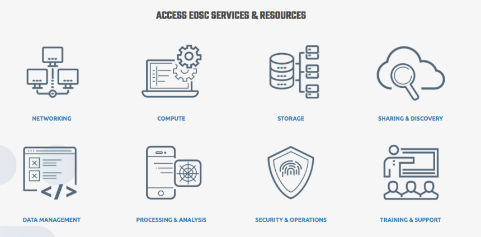 ACCESS EOSC SERVICES & RESOURCES
NETWORKING
COMPUTE
STORAGE
SHARING & DISCOVERY
DATA MANAGEMENT
PROCESSING & ANALYSIS
SECURITY & OPERATIONS
TRAINING & SUPPORT